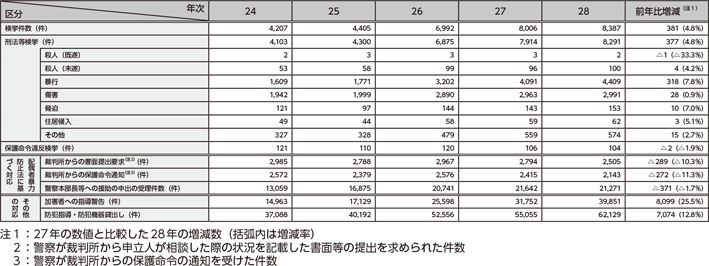 年次 24 25 26 27 28 前年比増減(注1)
区分
検挙件数(件) 4,207 4,405 6,992 8,006 8,387 381 (4.8%)
刑法等検挙(件) 4,103 4,300 6,875 7,914 8,291 377 (4.8%)
殺人(既遂) 2 3 3 3 2 △1 (△33.3%)
殺人(未遂) 53 58 99 96 100 4 (4.2%)
暴行 1,609 1,771 3,202 4,091 4,409 318 (7.8%)
傷害 1,942 1,999 2,890 2,963 2,991 28 (0.9%)
脅迫 121 97 144 143 153 10 (7.0%)
住居侵入 49 44 58 59 62 3 (5.1%)
その他 327 328 479 559 574 15 (2.7%)
保護命令違反検挙(件) 121 110 120 106 104 △2 (△1.9%)
配偶者暴力防止法に基づく対応
裁判所からの書面提出要求(注2)(件) 2,985 2,788 2,967 2,794 2,505 △289 (△10.3%)
裁判所からの保護命令通知(注3)(件) 2,572 2,379 2,576 2,415 2,143 △272 (△11.3%)
警察本部長等への援助の申出の受理件数(件) 13,059 16,875 20,741 21,642 21,271 △371 (△1.7%)
その他の対応
加害者への指導警告(件) 14,963 17,129 25,598 31,752 39,851 8,099 (25.5%)
防犯指導・防犯機器貸出し(件) 37,088 40,192 52,556 55,055 62,129 7,074 (12.8%)
注1:27年の数値と比較した28年の増減数(括弧内は増減率)
2:警察が裁判所から申立人が相談した際の状況を記載した書面等の提出を求められた件数
3:警察が裁判所からの保護命令の通知を受けた件数